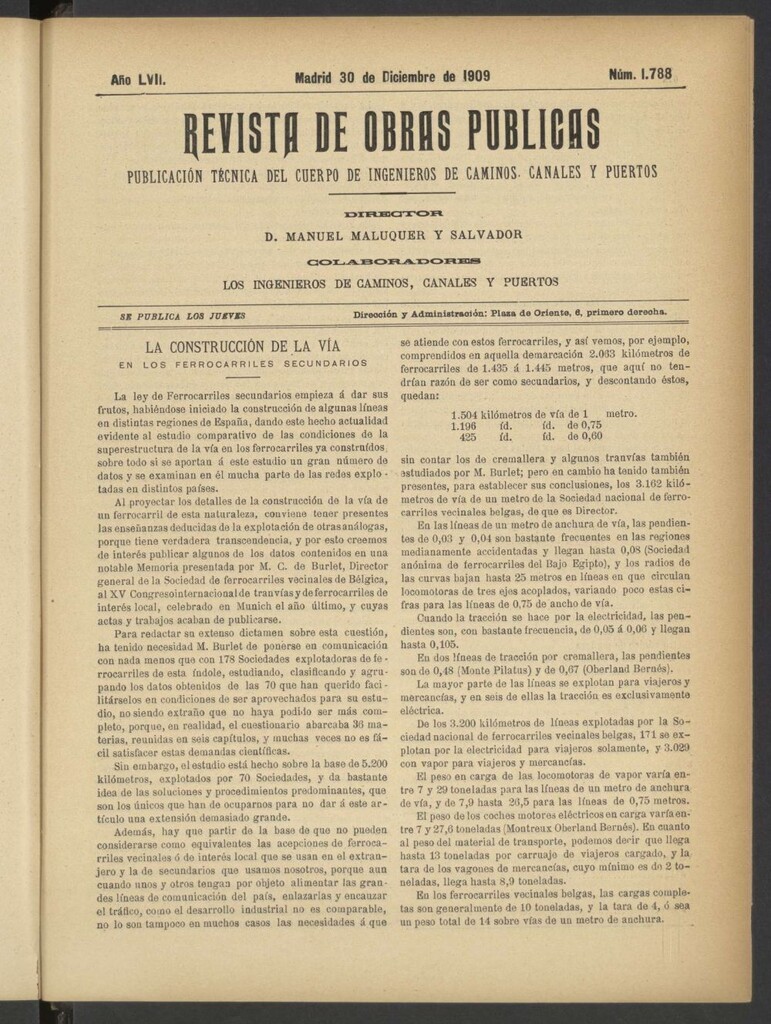 Año LVII.
Madrid 30 de Diciembre de 1909
Núm. 1.788
REVISTA DE OBRAS PUBLICAS
PUBLICACIÓN TÉCNICA DEL CUERPO DE INGENIEROS DE CAMINOS. CANALES Y PUERTOS
DIRECTOR
D. MANUEL MALUQUER Y SALVADOR
COLABORADORES
LOS INGENIEROS DE CAMINOS, CANALES Y PUERTOS
SE PUBLICA LOS JUEVES
Dirección y Administración: Plaza de Oriente, 6, primero derecha.
LA CONSTRUCCIÓN DE LA VÍA
EN LOS FERROCARRILES SECUNDARIOS
La ley de Ferrocarriles secundarios empieza á dar sus
frutos, habiéndose iniciado la construcción de algunas líneas
en distintas regiones de España, dando este hecho actualidad
evidente al estudio comparativo de las condiciones de la
superestructura de la vía en los ferrocarriles ya construídos,
sobre todo si se aportan á este estudio un gran número de
datos y se examinan en él mucha parte de las redes explo-
tadas en distintos países.
Al proyectar los detalles de la construcción de la vía de
un ferrocarril de esta naturaleza, conviene tener presentes
las enseñanzas deducidas de la explotación de otras análogas,
porque tiene verdadera transcendencia, y por esto creemos
de interés publicar algunos de los datos contenidos en una
notable Memoria presentada por M. C. de Burlet, Director
general de la Sociedad de ferrocarriles vecinales de Bélgica,
al XV Congreso internacional de tranvías y de ferrocarriles de
interés local, celebrado en Munich el año último, y cuyas
actas y trabajos acaban de publicarse.
Para redactar su extenso dictamen sobre esta cuestión,
ha tenido necesidad M. Burlet de ponerse en comunicación
con nada menos que con 178 Sociedades explotadoras de fe-
rrocarriles de esta índole, estudiando, clasificando y agru-
pando los datos obtenidos de las 70 que han querido faci-
litárselos en condiciones de ser aprovechados para su estu-
dio, no siendo extraño que no haya podido ser más com-
pleto, porque, en realidad, el cuestionario abarcaba 36 ma-
terias, reunidas en seis capítulos, y muchas veces no es fá-
cil satisfacer estas demandas científicas.
Sin embargo, el estudio está hecho sobre la base de 5.200
kilómetros, explotados por 70 Sociedades, y da bastante
idea de las soluciones y procedimientos predominantes, que
son los únicos que han de ocuparnos para no dar á este ar-
tículo una extensión demasiado grande.
Además, hay que partir de la base de que no pueden
considerarse como equivalentes las acepciones de ferroca-
rriles vecinales ó de interés local que se usan en el extran-
jero y la de secundarios que usamos nosotros, porque aun
cuando unos y otros tengan por objeto alimentar las gran-
des líneas de comunicación del país, enlazarlas y encauzar
el tráfico, como el desarrollo industrial no es comparable,
no lo son tampoco en muchos casos las necesidades á que
se atiende con estos ferrocarriles, y así vemos, por ejemplo,
comprendidos en aquella demarcación 2.063 kilómetros de
ferrocarriles de 1.435 á 1.445 metros, que aquí no ten-
drían razón de ser como secundarios, y descontando éstos,
quedan:
1.504 kilómetros de vía de 1 metro.
1.196 íd. íd. de 0,75
425 íd. íd. de 0,60
sin contar los de cremallera y algunos tranvías también
estudiados por M. Burlet; pero en cambio ha tenido también
presentes, para establecer sus conclusiones, los 3.162 kiló-
metros de vía de un metro de la Sociedad nacional de ferro-
carriles vecinales belgas, de que es Director.
En las líneas de un metro de anchura de vía, las pendien-
tes de 0,03 y 0,04 son bastante frecuentes en las regiones
medianamente accidentadas y llegan hasta 0,08 (Sociedad
anónima de ferrocarriles del Bajo Egipto), y los radios de
las curvas bajan hasta 25 metros en líneas en que circulan
locomotoras de tres ejes acoplados, variando poco estas ci-
fras para las líneas de 0,75 de ancho de vía.
Cuando la tracción se hace por la electricidad, las pen-
dientes son, con bastante frecuencia, de 0,05 á 0,06 y llegan
hasta 0,105.
En dos líneas de tracción por cremallera, las pendientes
son de 0,48 (Monte Pilatus) y de 0,67 (Oberland Bernés).
La mayor parte de las líneas se explotan para viajeros y
mercancías, y en seis de ellas la tracción es exclusivamente
eléctrica.
De los 3.200 kilómetros de líneas explotadas por la So-
ciedad nacional de ferrocarriles vecinales belgas, 171 se ex-
plotan por la electricidad para viajeros solamente, y 3.029
con vapor para viajeros y mercancías.
El peso en carga de las locomotoras de vapor varía en-
tre 7 y 29 toneladas para las líneas de un metro de anchura
de vía, y de 7,9 hasta 26,5 para las líneas de 0,75 metros.
El peso de los coches motores eléctricos en carga varía en-
tre 7 y 27,6 toneladas (Montreux Oberland Bernés). En cuanto
al peso del material de transporte, podemos decir que llega
hasta 13 toneladas por carruaje de viajeros cargado, y la
tara de los vagones de mercancías, cuyo mínimo es de 2 to-
neladas, llega hasta 8,9 toneladas.
En los ferrocarriles vecinales belgas, las cargas comple-
tas son generalmente de 10 toneladas, y la tara de 4, ó sea
un peso total de 14 sobre vías de un metro de anchura.